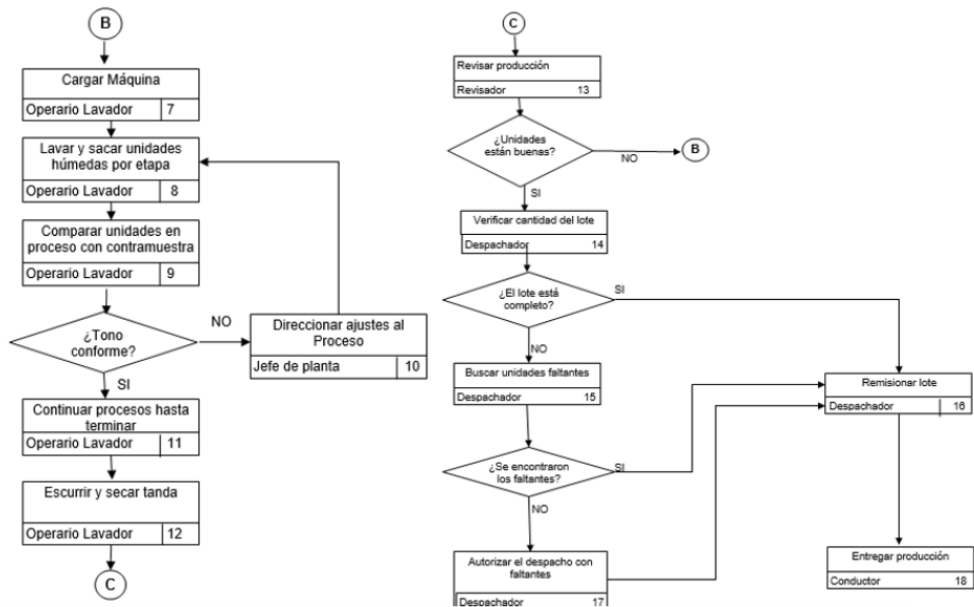 B
Cargar Máquina
Operario Lavador 7
Lavar y sacar unidades
húmedas por etapa
Operario Lavador 8
Comparar unidades en
proceso con contramuestra
Operario Lavador 9
¿Tono
conforme?
NO
SI
Direccionar ajustes al
Proceso
Jefe de planta 10
Continuar procesos hasta
terminar
Operario Lavador 11
Escurrir y secar tanda
Operario Lavador 12
C
C
Revisar producción
Revisador 13
¿Unidades
están buenas?
NO
B
SI
Verificar cantidad del lote
Despachador 14
¿El lote está
completo?
SI
NO
Buscar unidades faltantes
Despachador 15
¿Se encontraron
los faltantes?
SI
NO
Autorizar el despacho con
faltantes
Despachador 17
Remisionar lote
Despachador 16
Entregar producción
Conductor 18